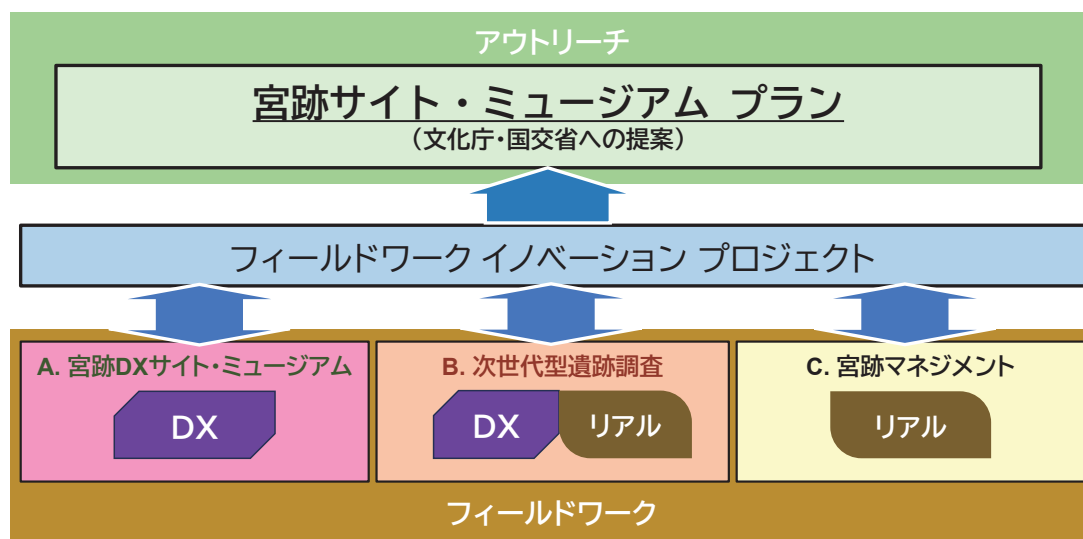 アウトリーチ
宮跡サイト・ミュージアム プラン
（文化庁・国交省への提案）
フィールドワーク イノベーション プロジェクト
A. 宮跡DXサイト・ミュージアム
DX
B. 次世代型遺跡調査
DX リアル
C. 宮跡マネジメント
リアル
フィールドワーク